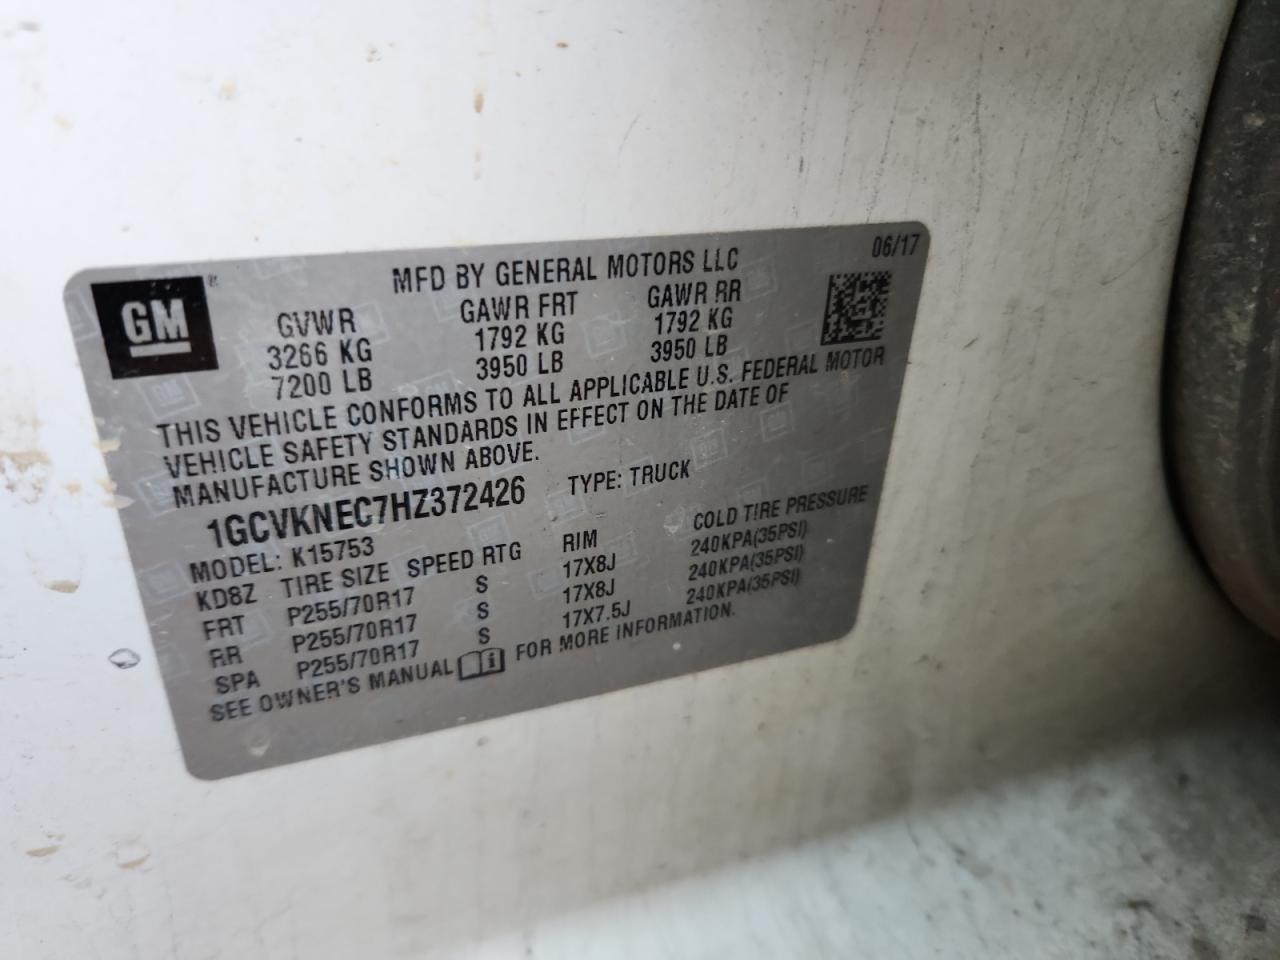 MFD BY GENERAL MOTORS LLC 06/17
GM®
GVWR GAWR FRT GAWR RR
3266 KG 1792 KG 1792 KG
7200 LB 3950 LB 3950 LB
THIS VEHICLE CONFORMS TO ALL APPLICABLE U.S. FEDERAL MOTOR
VEHICLE SAFETY STANDARDS IN EFFECT ON THE DATE OF
MANUFACTURE SHOWN ABOVE.
1GCVKNEC7HZ372426 TYPE: TRUCK
MODEL: K15753
KD8Z TIRE SIZE SPEED RTG RIM COLD TIRE PRESSURE
FRT P255/70R17 S 17X8J 240KPA(35PSI)
RR P255/70R17 S 17X8J 240KPA(35PSI)
SPA P255/70R17 S 17X7.5J 240KPA(35PSI)
SEE OWNER'S MANUAL FOR MORE INFORMATION.